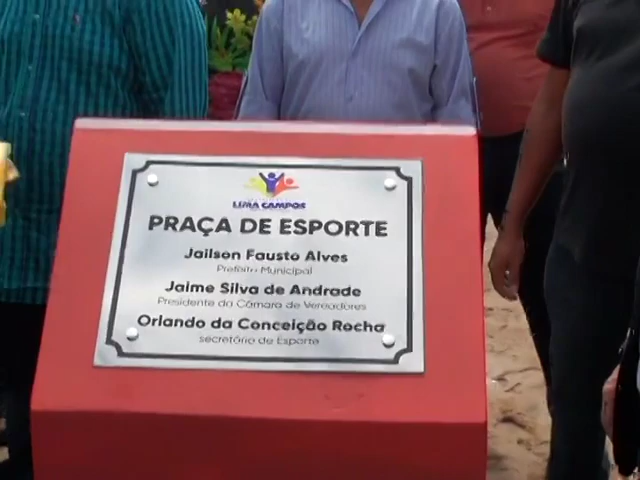 LIMA CAMPOS
PRAÇA DE ESPORTE
Jailson Fausto Alves
Prefeito Municipal
Jaime Silva de Andrade
Presidente da Câmara de Vereadores
Orlando da Conceição Rocha
secretário de Esporte